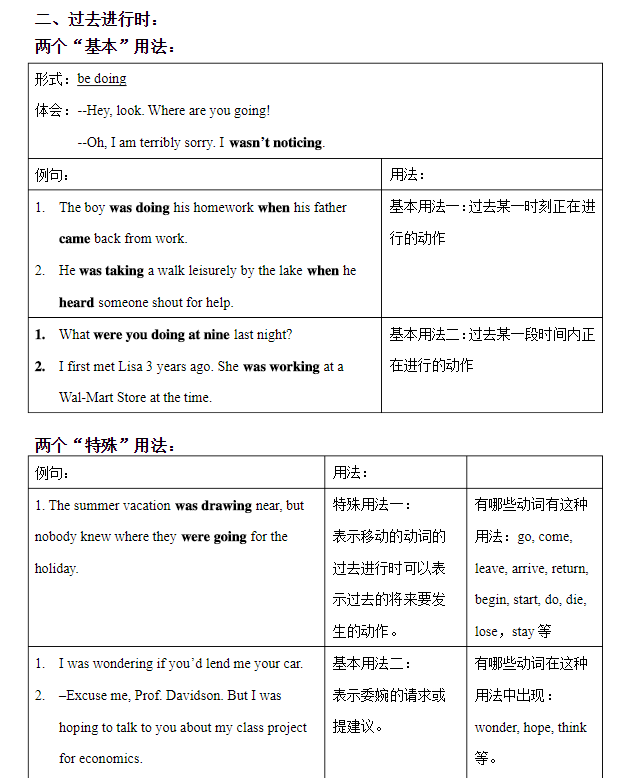 二、过去进行时：
两个“基本”用法：
形式：be doing
体会：--Hey, look. Where are you going!
--Oh, I am terribly sorry. I wasn’t noticing.
例句：
用法：
1. The boy was doing his homework when his father
came back from work.
2. He was taking a walk leisurely by the lake when he
heard someone shout for help.
基本用法一：过去某一时刻正在进
行的动作
1. What were you doing at nine last night?
2. I first met Lisa 3 years ago. She was working at a
Wal-Mart Store at the time.
基本用法二：过去某一段时间内正
在进行的动作
两个“特殊”用法：
例句：
用法：
1. The summer vacation was drawing near, but
nobody knew where they were going for the
holiday.
特殊用法一：
表示移动的动词的
过去进行时可以表
示过去的将来要发
生的动作。
有哪些动词有这种
用法：go, come,
leave, arrive, return,
begin, start, do, die,
lose，stay 等
1. I was wondering if you’d lend me your car.
2. –Excuse me, Prof. Davidson. But I was
hoping to talk to you about my class project
for economics.
基本用法二：
表示委婉的请求或
提建议。
有哪些动词在这种
用法中出现：
wonder, hope, think
等。